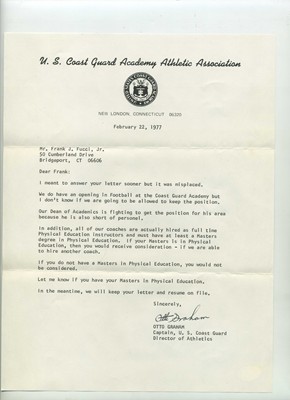 U. S. Coast Guard Academy Athletic Association
NEW LONDON, CONNECTICUT 06320
February 22, 1977
Mr. Frank J. Fucci, Jr.
50 Cumberland Drive
Bridgeport, CT 06606
Dear Frank:
I meant to answer your letter sooner but it was misplaced.
We do have an opening in Football at the Coast Guard Academy but
I don't know if we are going to be allowed to keep the position.
Our Dean of Academics is fighting to get the position for his area
because he is also short of personnel.
In addition, all of our coaches are actually hired as full time
Physical Education instructors and must have at least a Masters
degree in Physical Education. If your Masters is in Physical
Education, then you would receive consideration - if we are able
to hire another coach.
If you do not have a Masters in Physical Education, you would not
be considered.
Let me know if you have your Masters in Physical Education.
In the meantime, we will keep your letter and resume on file.
Sincerely,
Otto Graham
OTTO GRAHAM
Captain, U. S. Coast Guard
Director of Athletics